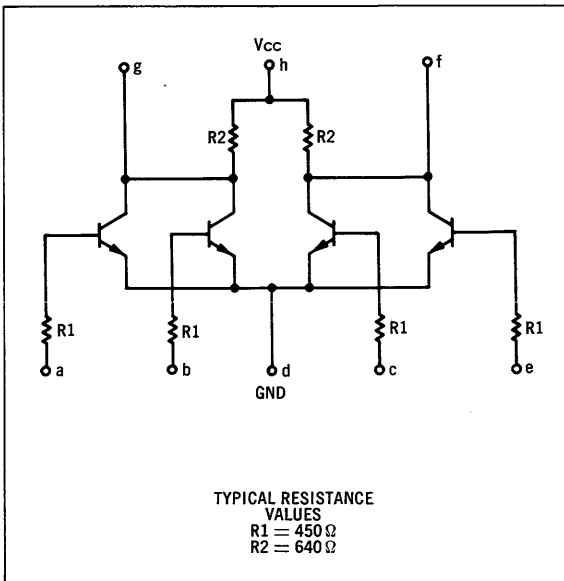 Vcc
g
h
f
R2
R2
R1
R1
R1
R1
a
b
d
c
e
GND
TYPICAL RESISTANCE
VALUES
R1 = 450 Ω
R2 = 640 Ω